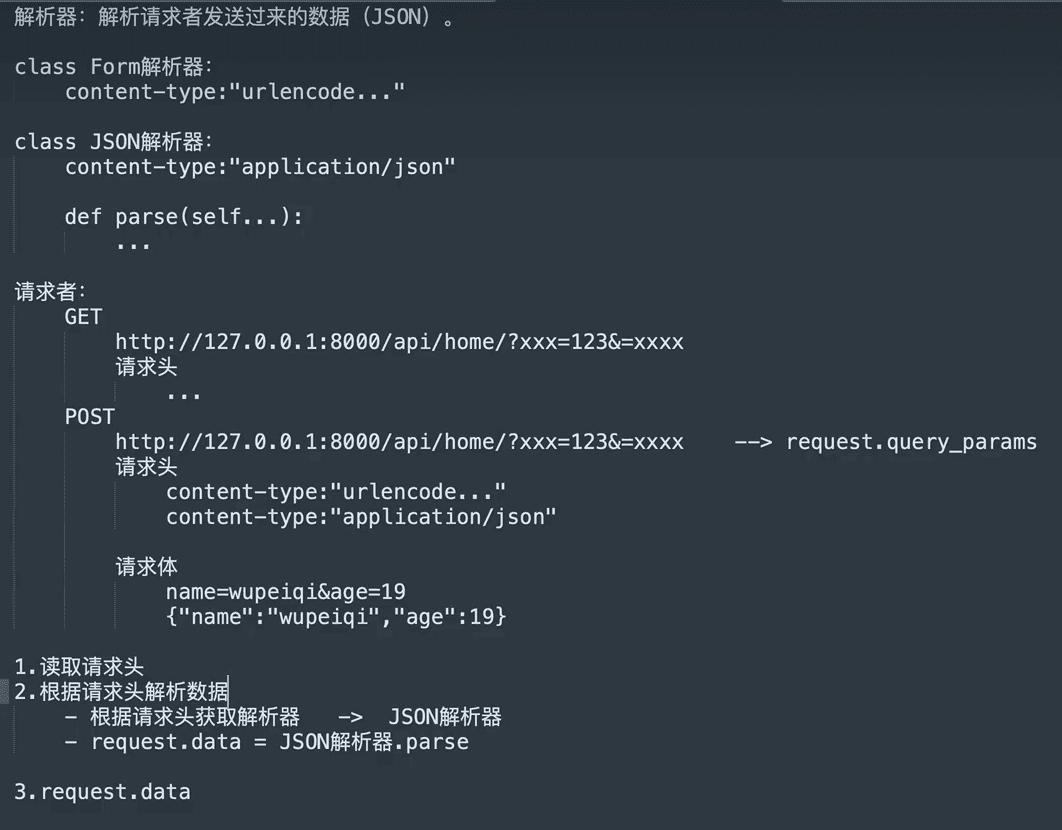 解析器：解析请求者发送过来的数据（JSON）。
class Form解析器：
content-type:"urlencode..."
class JSON解析器：
content-type:"application/json"
def parse(self...):
...
请求者：
GET
http://127.0.0.1:8000/api/home/?xxx=123&=xxxx
请求头
...
POST
http://127.0.0.1:8000/api/home/?xxx=123&=xxxx    --> request.query_params
请求头
content-type:"urlencode..."
content-type:"application/json"
请求体
name=wupeiqi&age=19
{"name":"wupeiqi","age":19}
1.读取请求头
2.根据请求头解析数据
- 根据请求头获取解析器   ->  JSON解析器
- request.data = JSON解析器.parse
3.request.data